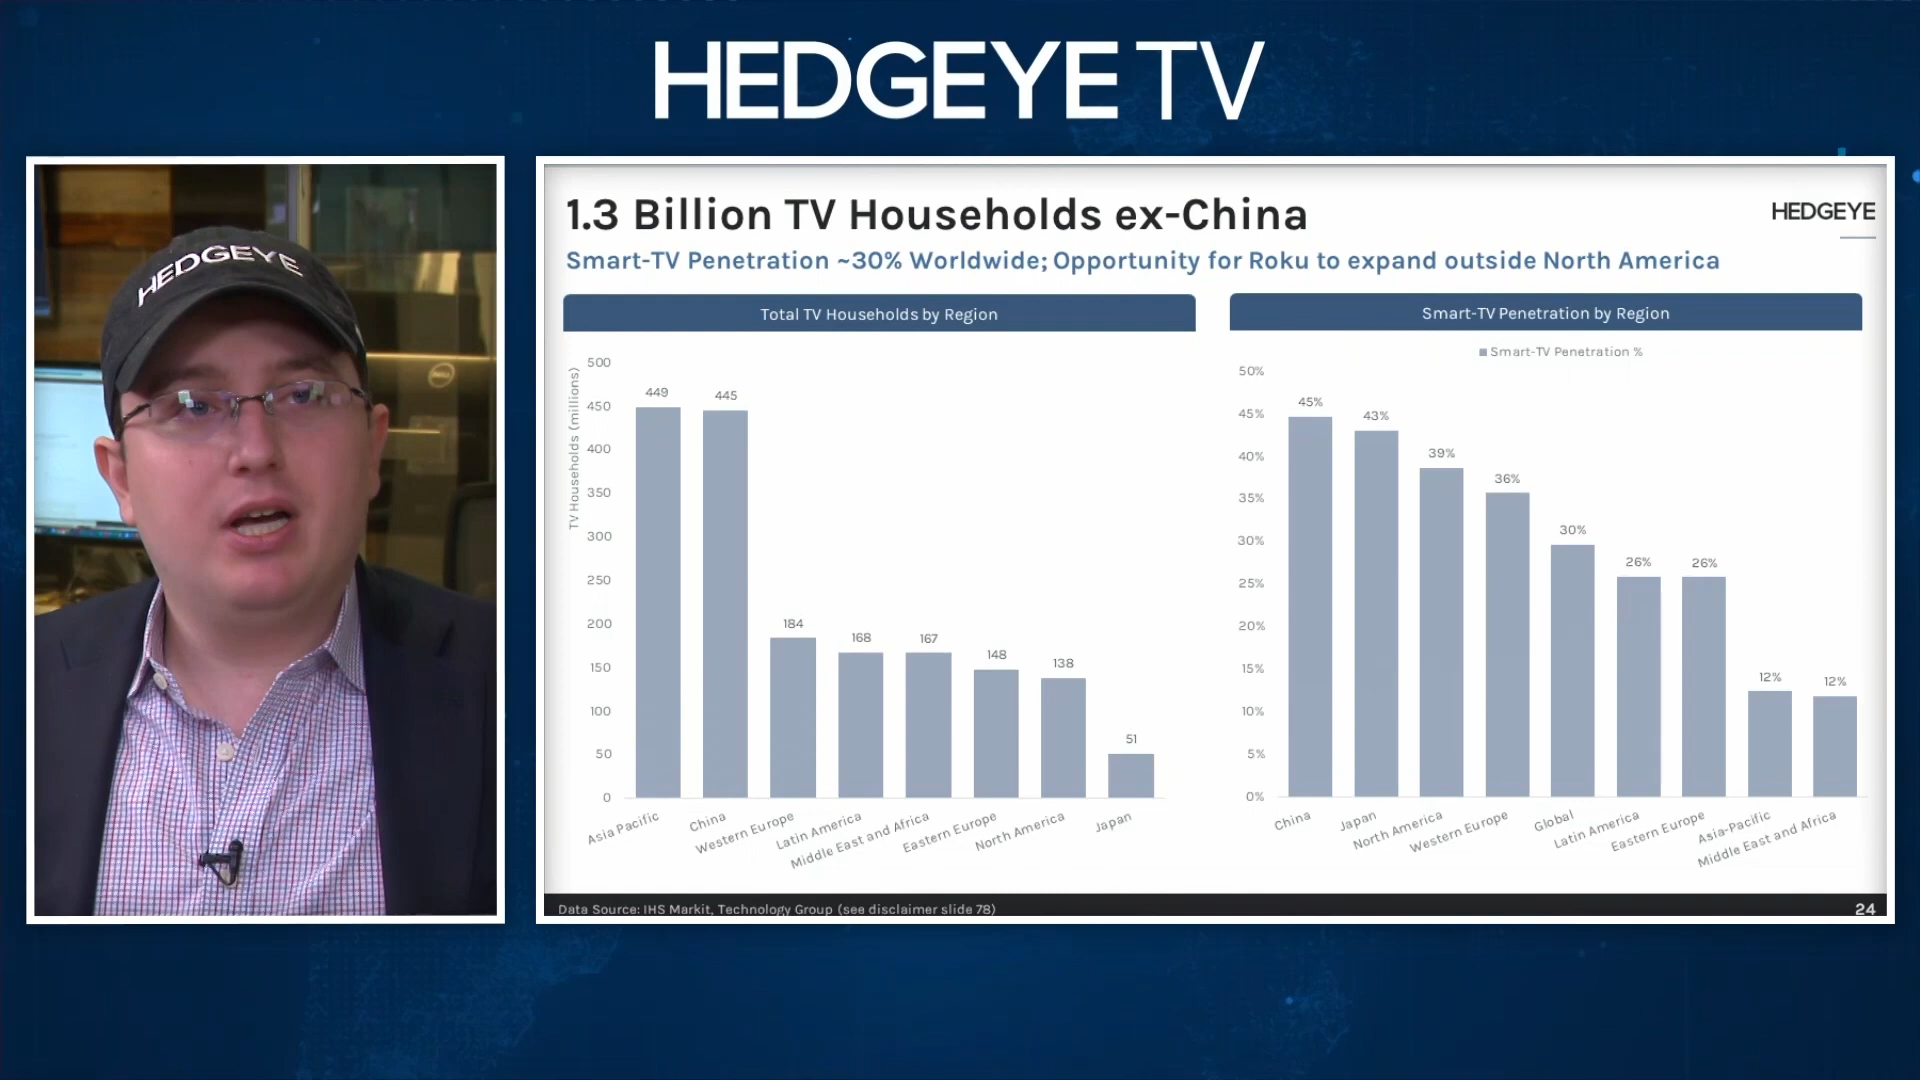 HEDGEYE TV
HEDGEYE
1.3 Billion TV Households ex-China
HEDGEYE
Smart-TV Penetration ~30% Worldwide; Opportunity for Roku to expand outside North America
Total TV Households by Region
TV Households (millions)
500
450
400
350
300
250
200
150
100
50
0
449
445
184
168
167
148
138
51
Asia Pacific
China
Western Europe
Latin America
Middle East and Africa
Eastern Europe
North America
Japan
Smart-TV Penetration by Region
Smart-TV Penetration %
50%
45%
40%
35%
30%
25%
20%
15%
10%
5%
0%
45%
43%
39%
36%
30%
26%
26%
12%
12%
China
Japan
North America
Western Europe
Global
Latin America
Eastern Europe
Asia-Pacific
Middle East and Africa
Data Source: IHS Markit, Technology Group (see disclaimer slide 78)
24